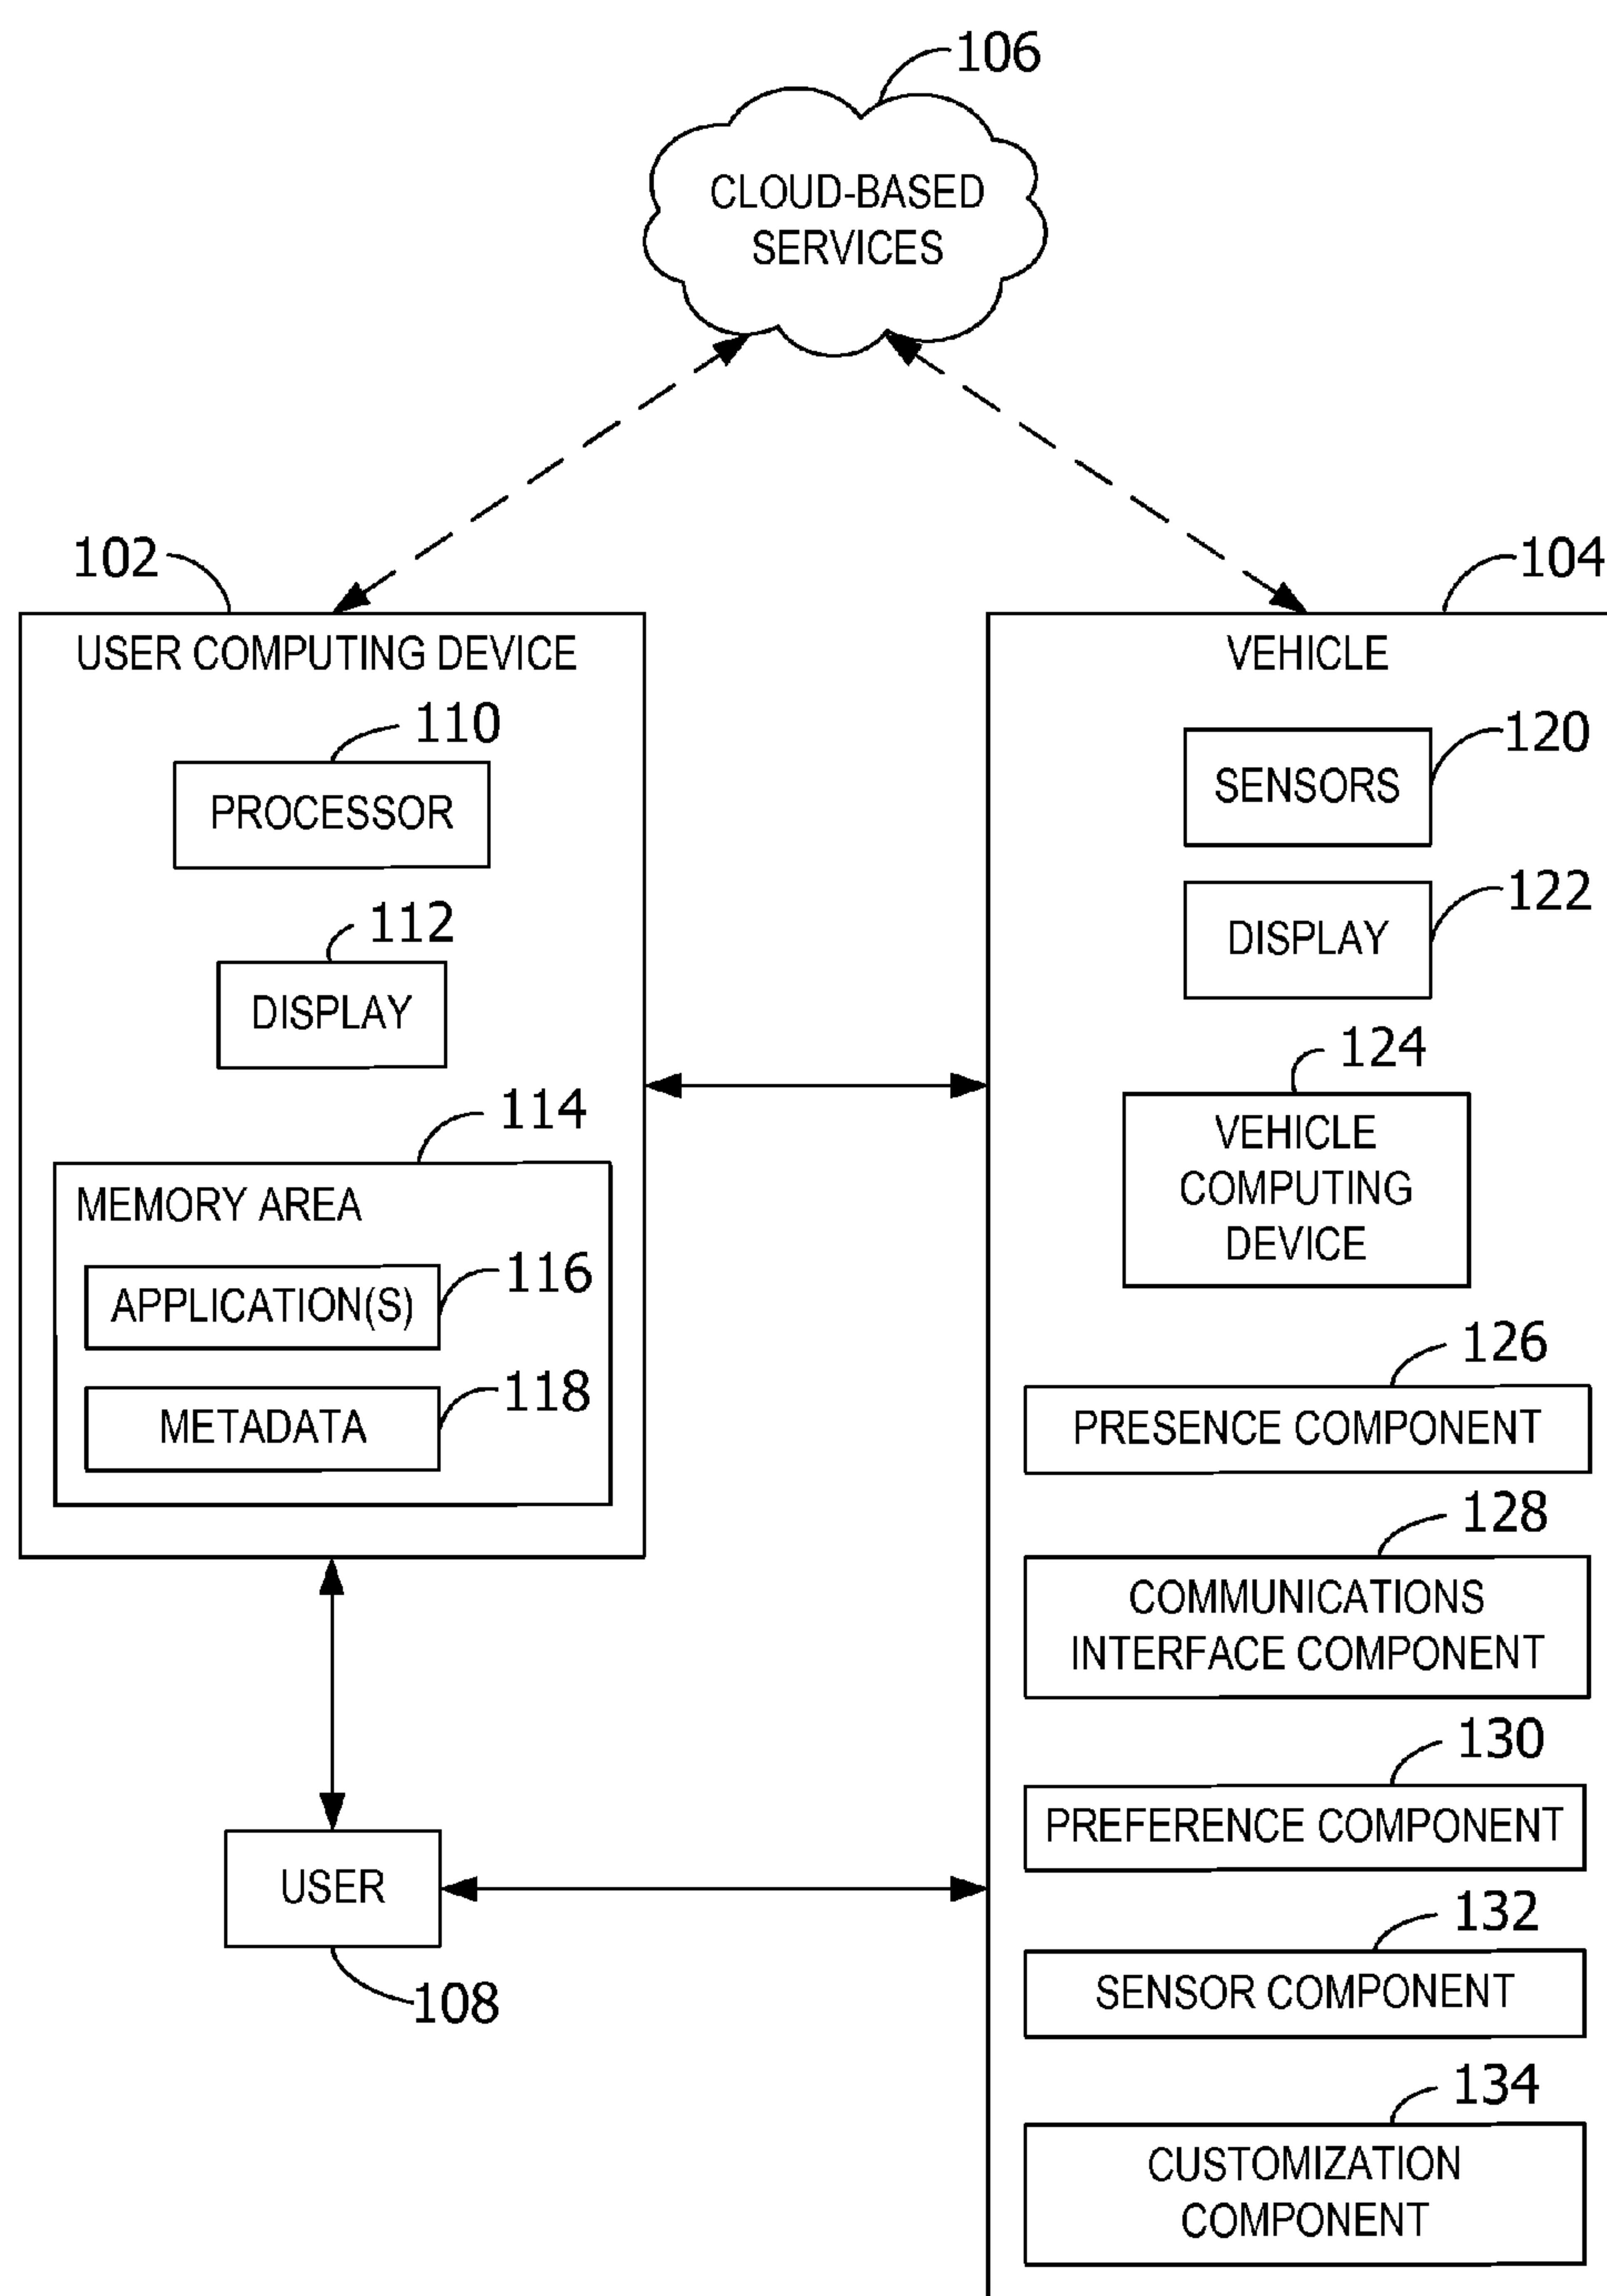 106
CLOUD-BASED
SERVICES
102
104
USER COMPUTING DEVICE
110
PROCESSOR
112
DISPLAY
114
MEMORY AREA
116
APPLICATION(S)
118
METADATA
VEHICLE
120
SENSORS
122
DISPLAY
124
VEHICLE
COMPUTING
DEVICE
126
PRESENCE COMPONENT
128
COMMUNICATIONS
INTERFACE COMPONENT
130
PREFERENCE COMPONENT
132
SENSOR COMPONENT
134
CUSTOMIZATION
COMPONENT
USER
108